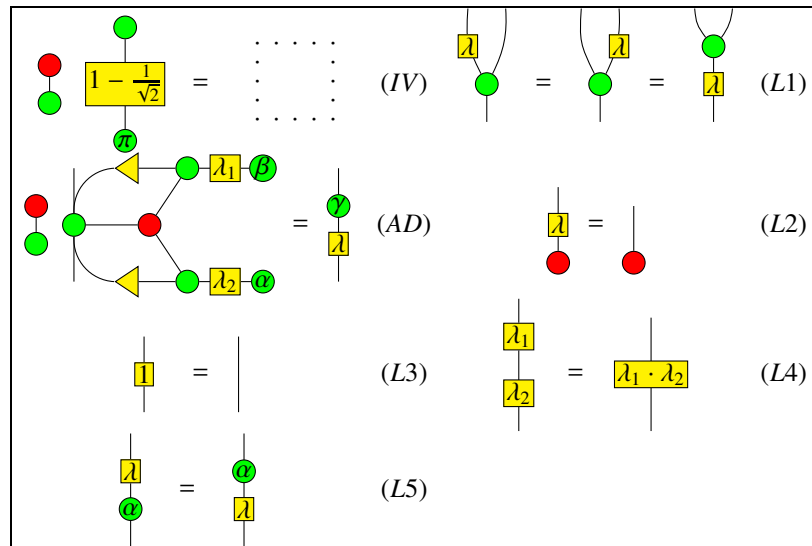 1 − 1/√2
π
= (IV)
λ = λ = λ (L1)
λ₁ β
λ₂ α
= γ λ (AD)
λ = (L2)
1 = (L3)
λ₁ λ₂ = λ₁ · λ₂ (L4)
λ α = α λ (L5)